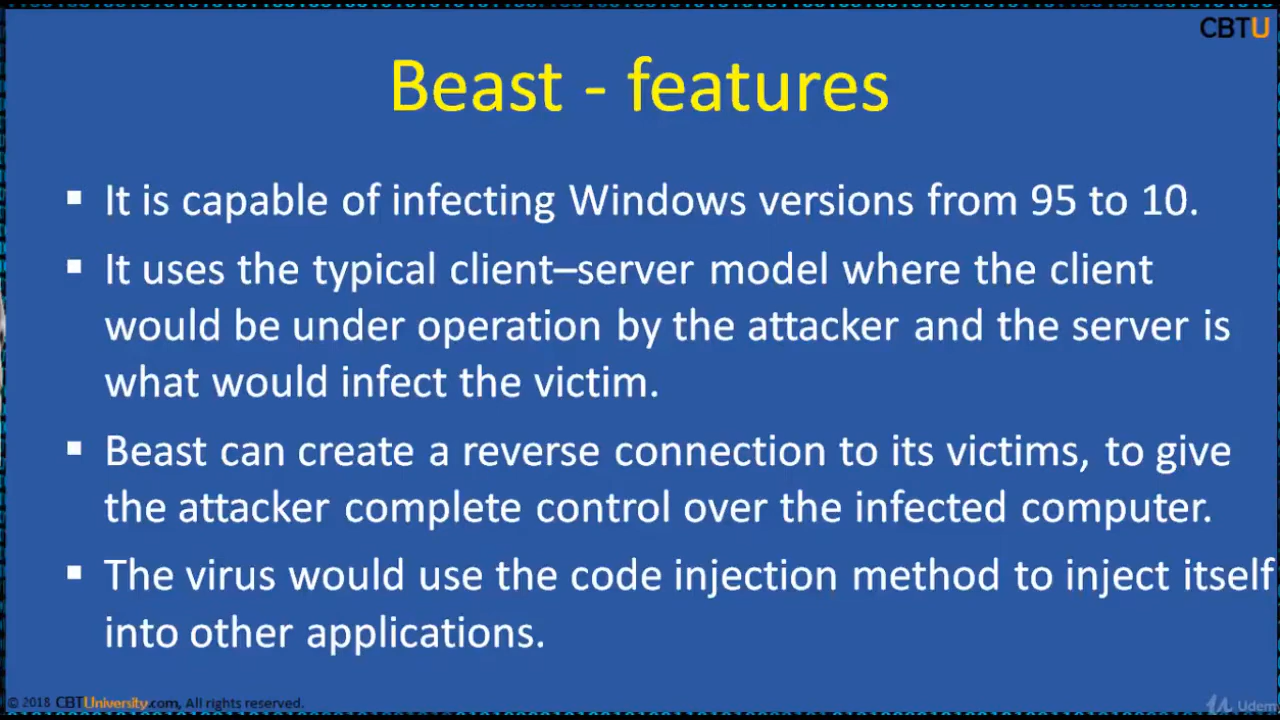 CBTU
Beast - features
▪ It is capable of infecting Windows versions from 95 to 10.
▪ It uses the typical client–server model where the client
would be under operation by the attacker and the server is
what would infect the victim.
▪ Beast can create a reverse connection to its victims, to give
the attacker complete control over the infected computer.
▪ The virus would use the code injection method to inject itself
into other applications.
© 2018 CBTUniversity.com, All rights reserved.